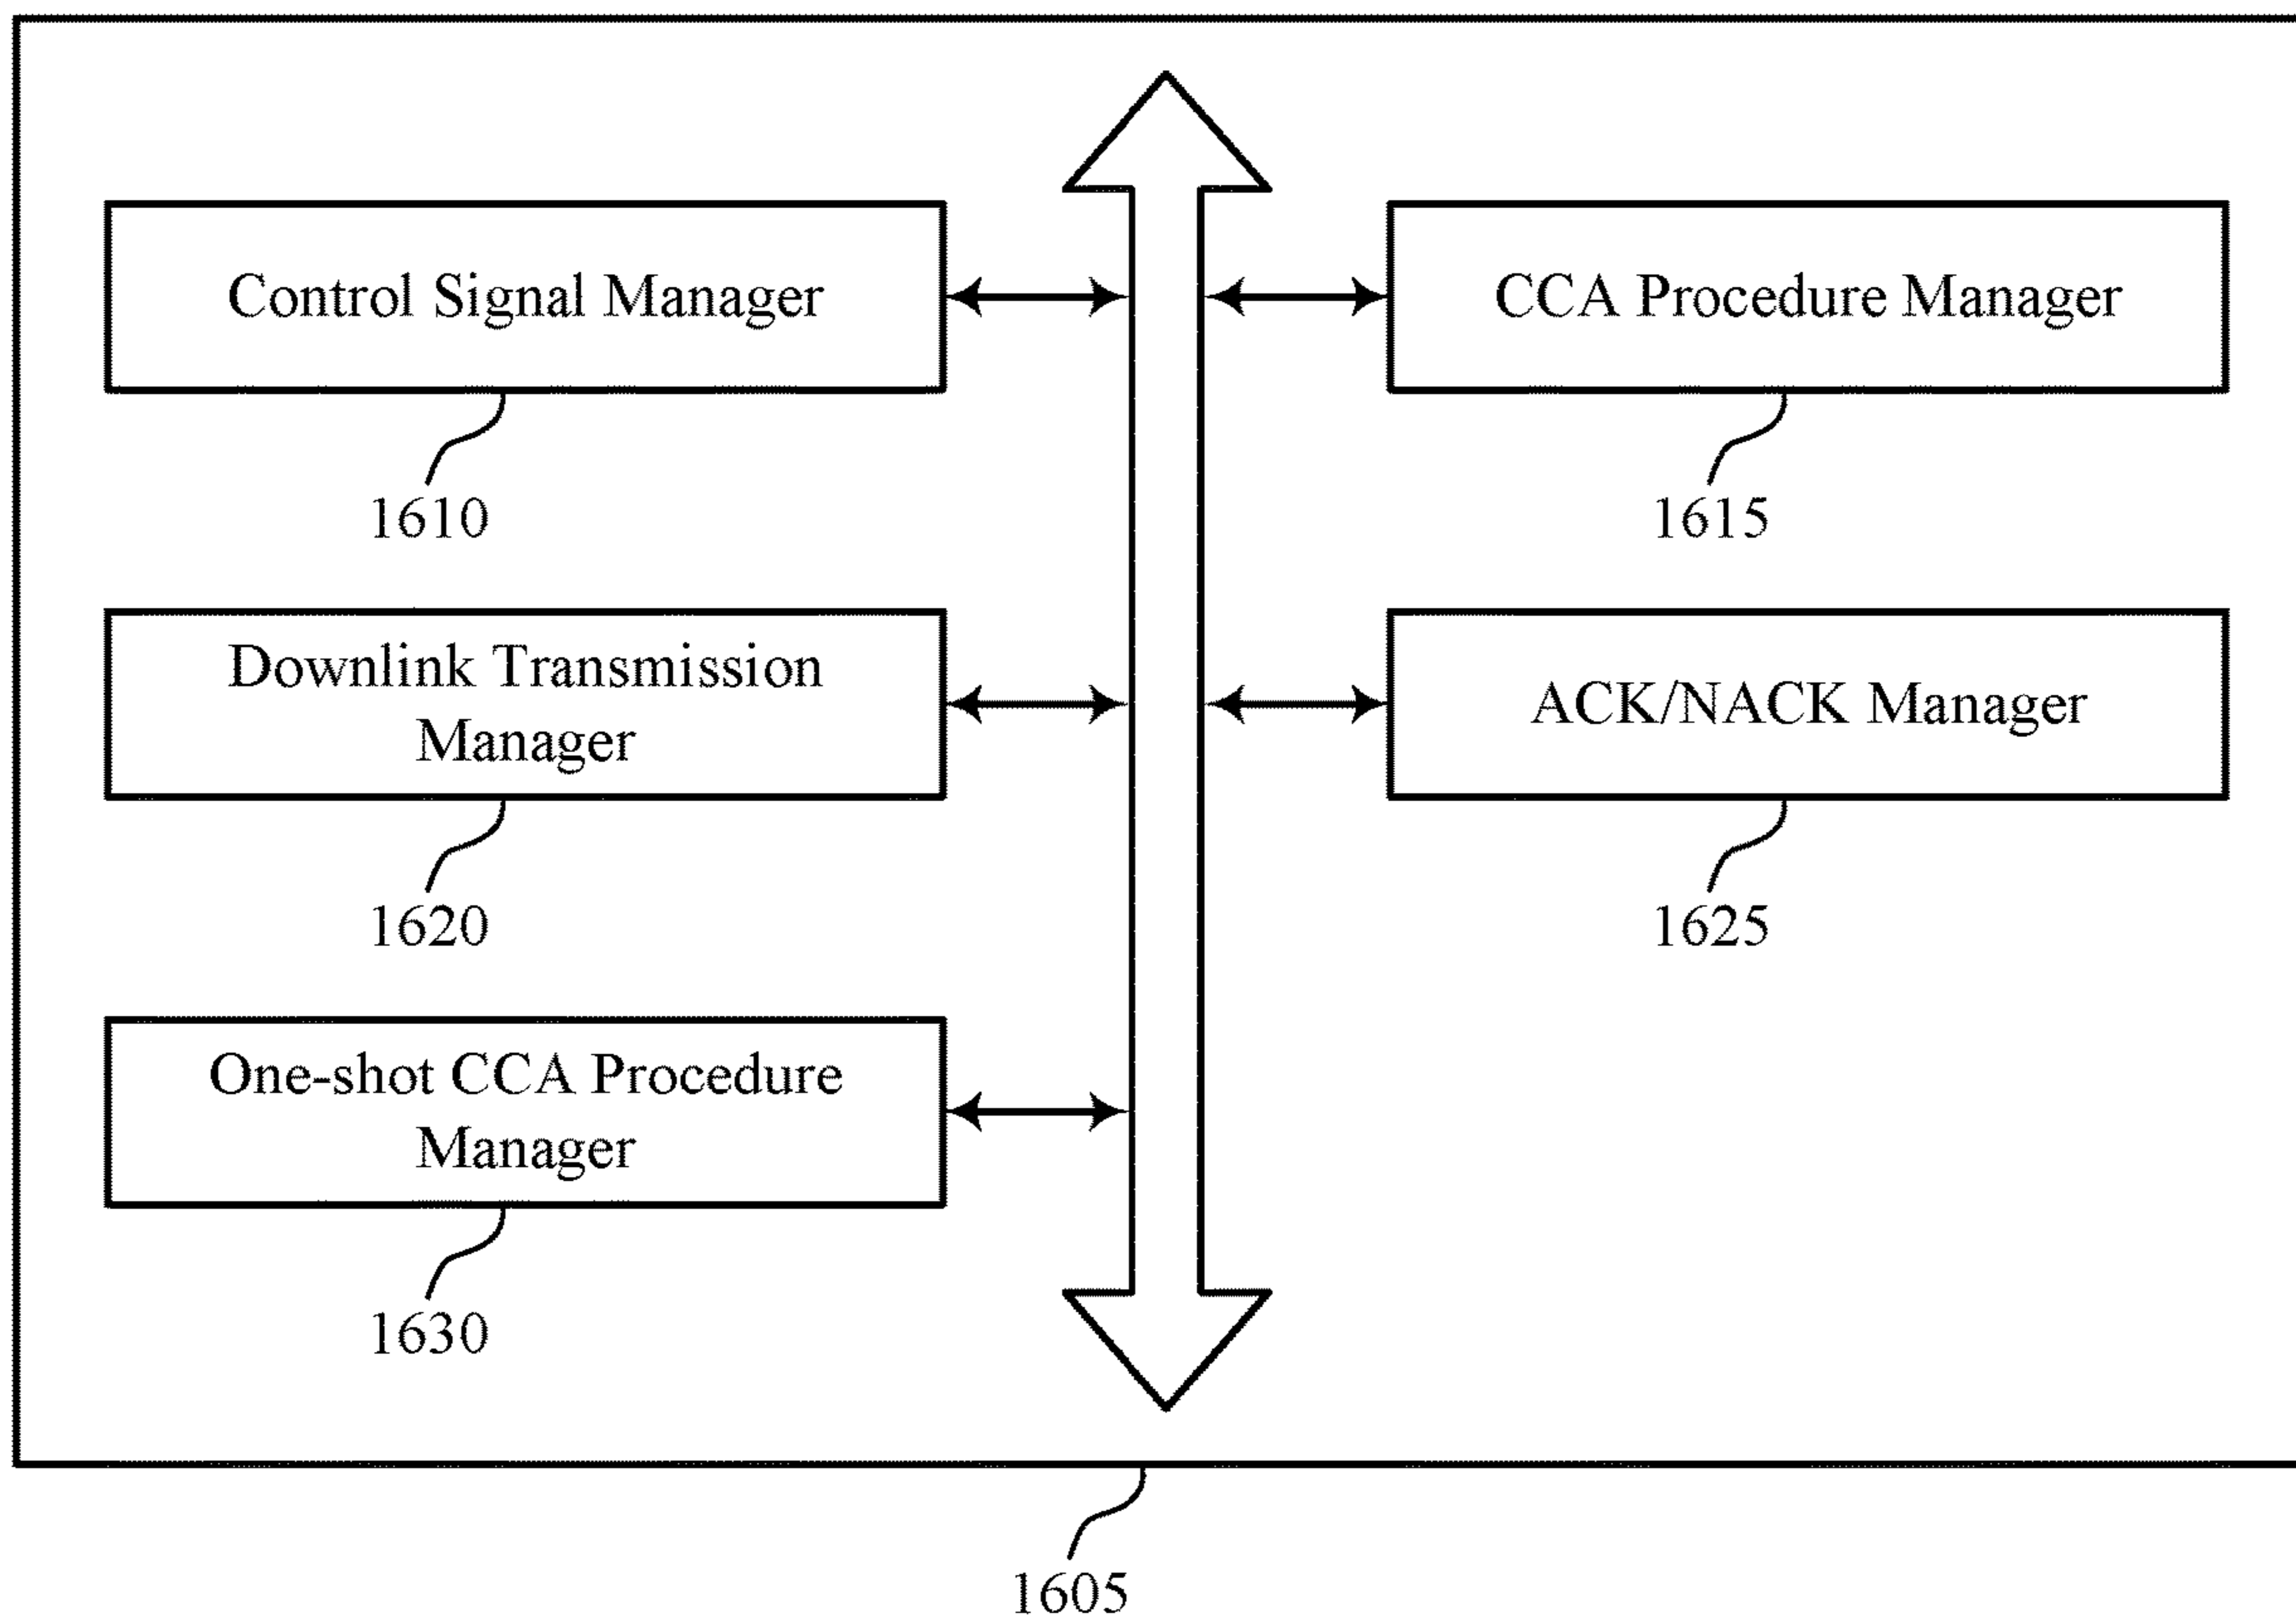 Control Signal Manager
CCA Procedure Manager
1610
1615
Downlink Transmission
Manager
ACK/NACK Manager
1620
1625
One-shot CCA Procedure
Manager
1630
1605